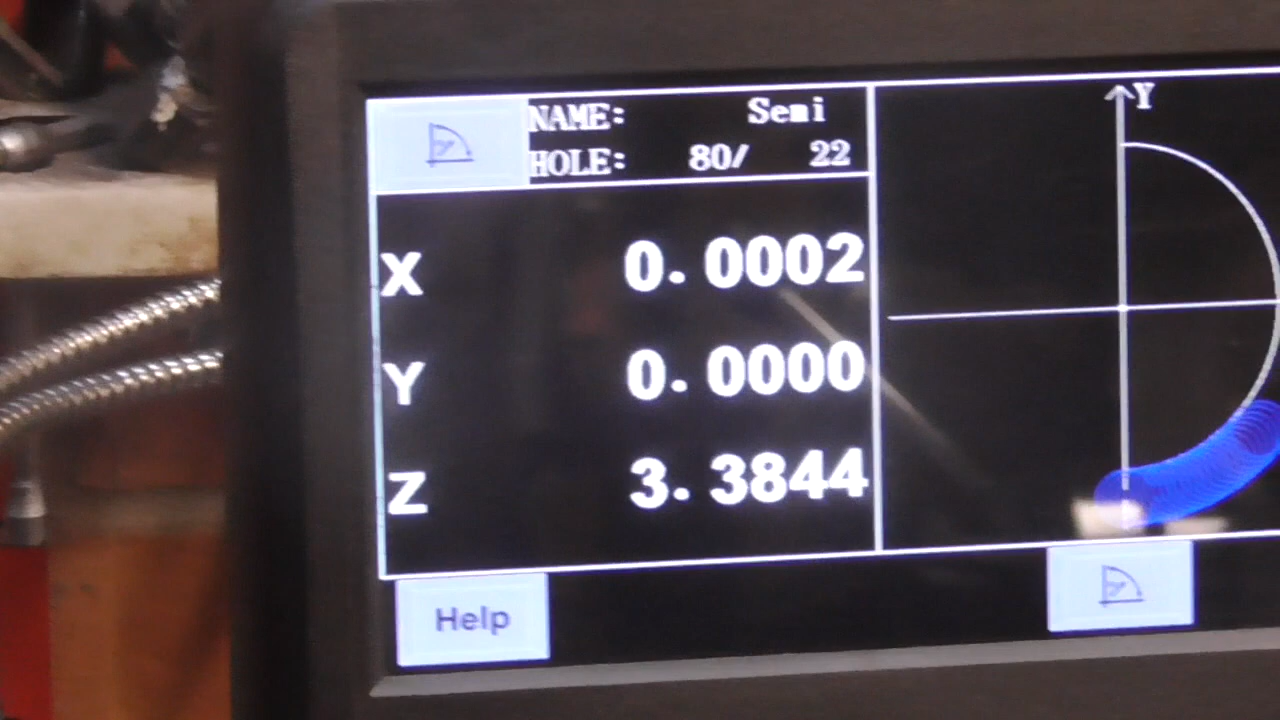 NAME: Semi
HOLE: 80/ 22
X 0.0002
Y 0.0000
Z 3.3844
Y
Help